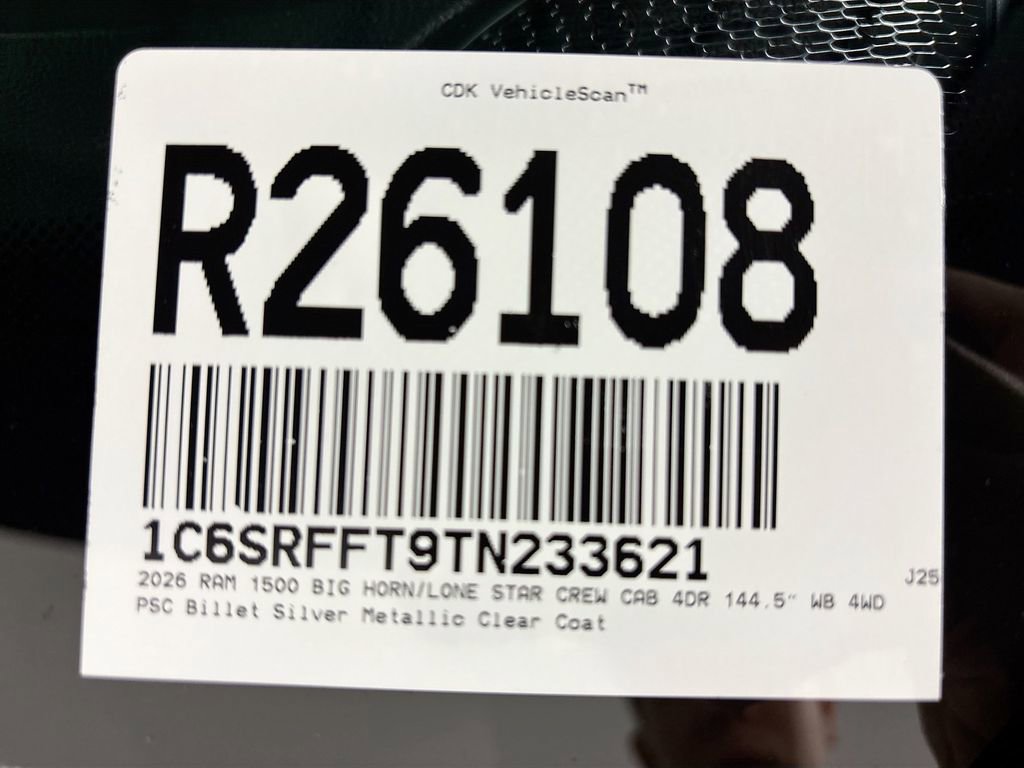 CDK VehicleScan™
R26108
1C6SRFFT9TN233621
J25
2026 RAM 1500 BIG HORN/LONE STAR CREW CAB 4DR 144.5" WB 4WD
PSC Billet Silver Metallic Clear Coat